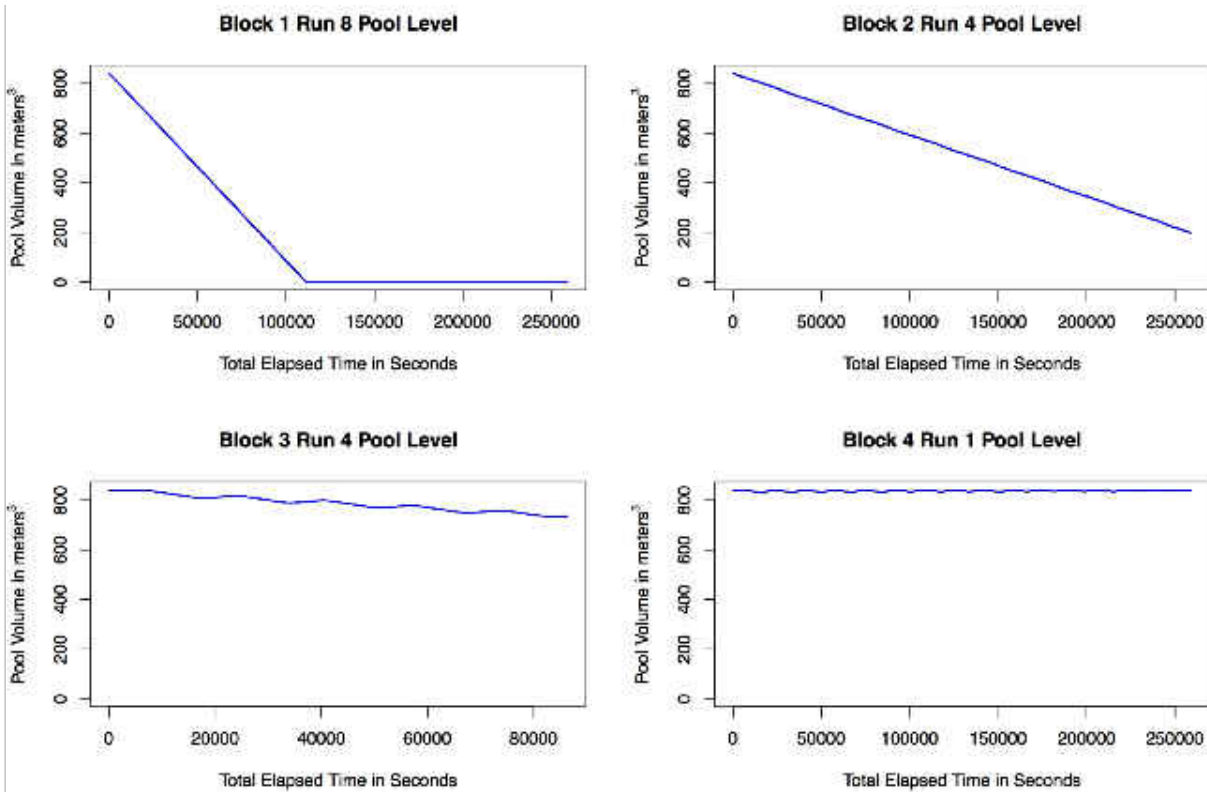 Block 1 Run 8 Pool Level
Pool Volume in meters³
800
600
400
200
0
0 50000 100000 150000 200000 250000
Total Elapsed Time in Seconds
Block 2 Run 4 Pool Level
Pool Volume in meters³
800
600
400
200
0
0 50000 100000 150000 200000 250000
Total Elapsed Time in Seconds
Block 3 Run 4 Pool Level
Pool Volume in meters³
800
600
400
200
0
0 20000 40000 60000 80000
Total Elapsed Time in Seconds
Block 4 Run 1 Pool Level
Pool Volume in meters³
800
600
400
200
0
0 50000 100000 150000 200000 250000
Total Elapsed Time in Seconds